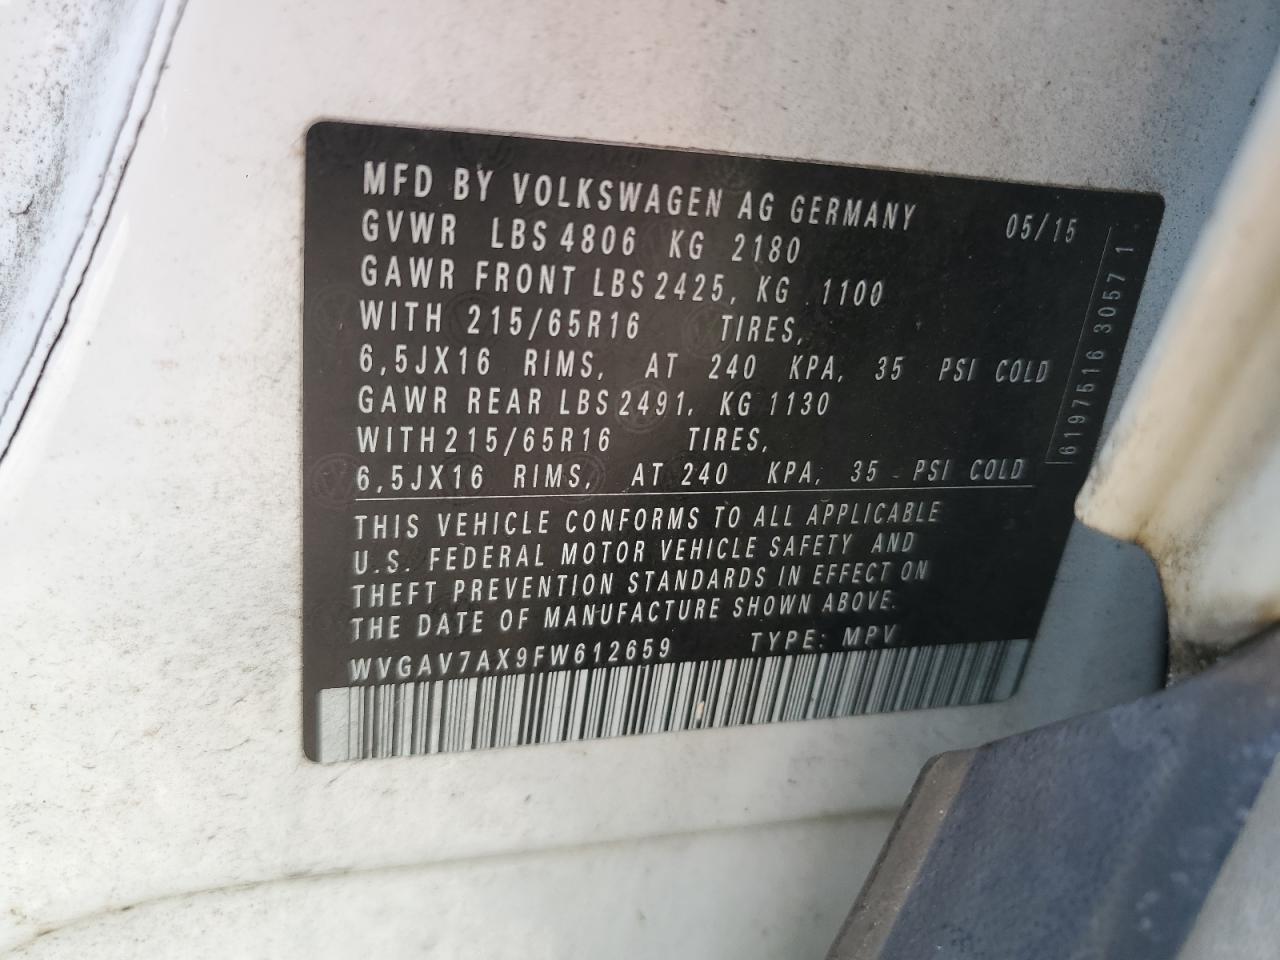 MFD BY VOLKSWAGEN AG GERMANY 05/15
GVWR LBS 4806 KG 2180
GAWR FRONT LBS 2425, KG 1100
WITH 215/65R16 TIRES,
6,5JX16 RIMS, AT 240 KPA, 35 PSI COLD
GAWR REAR LBS 2491, KG 1130
WITH 215/65R16 TIRES,
6,5JX16 RIMS, AT 240 KPA, 35 PSI COLD
THIS VEHICLE CONFORMS TO ALL APPLICABLE
U.S. FEDERAL MOTOR VEHICLE SAFETY AND
THEFT PREVENTION STANDARDS IN EFFECT ON
THE DATE OF MANUFACTURE SHOWN ABOVE.
WVGAV7AX9FW612659 TYPE: MPV
6197516 30571